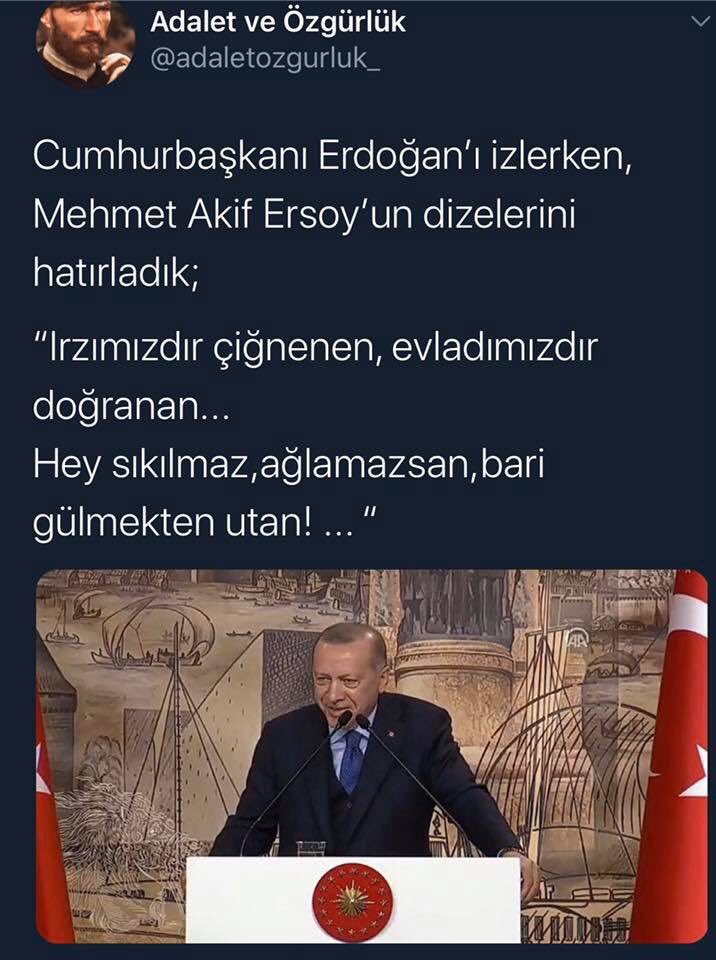 Adalet ve Özgürlük
@adaletozgurluk_
Cumhurbaşkanı Erdoğan’ı izlerken,
Mehmet Akif Ersoy’un dizelerini
hatırladık;
“Irzımızdır çiğnenen, evladımızdır
doğranan...
Hey sıkılmaz,ağlamazsan,bari
gülmekten utan! ... “
AA